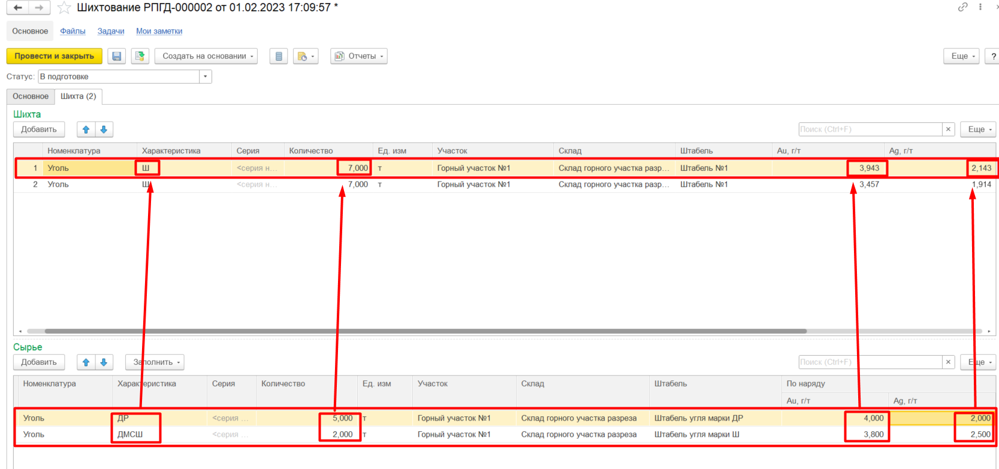 Шихтование РПГД-000002 от 01.02.2023 17:09:57 *
Основное Файлы Задачи Мои заметки
Провести и закрыть Создать на основании Отчеты Еще ?
Статус: В подготовке
Основное Шихта (2)
Шихта
Добавить Поиск (Ctrl+F) × Еще
Номенклатура Характеристика Серия Количество Ед. изм Участок Склад Штабель Au, г/т Ag, г/т
1 Уголь Ш <серия н... 7,000 т Горный участок №1 Склад горного участка разр... Штабель №1 3,943 2,143
2 Уголь Ш <серия н... 7,000 т Горный участок №1 Склад горного участка разр... Штабель №1 3,457 1,914
Сырье
Добавить Заполнить Поиск (Ctrl+F) × Еще
Номенклатура Характеристика Серия Количество Ед. изм Участок Склад Штабель По наряду
Au, г/т Ag, г/т
Уголь ДР <серия ... 5,000 т Горный участок №1 Склад горного участка разреза Штабель угля марки ДР 4,000 2,000
Уголь ДМСШ <серия ... 2,000 т Горный участок №1 Склад горного участка разреза Штабель угля марки Ш 3,800 2,500